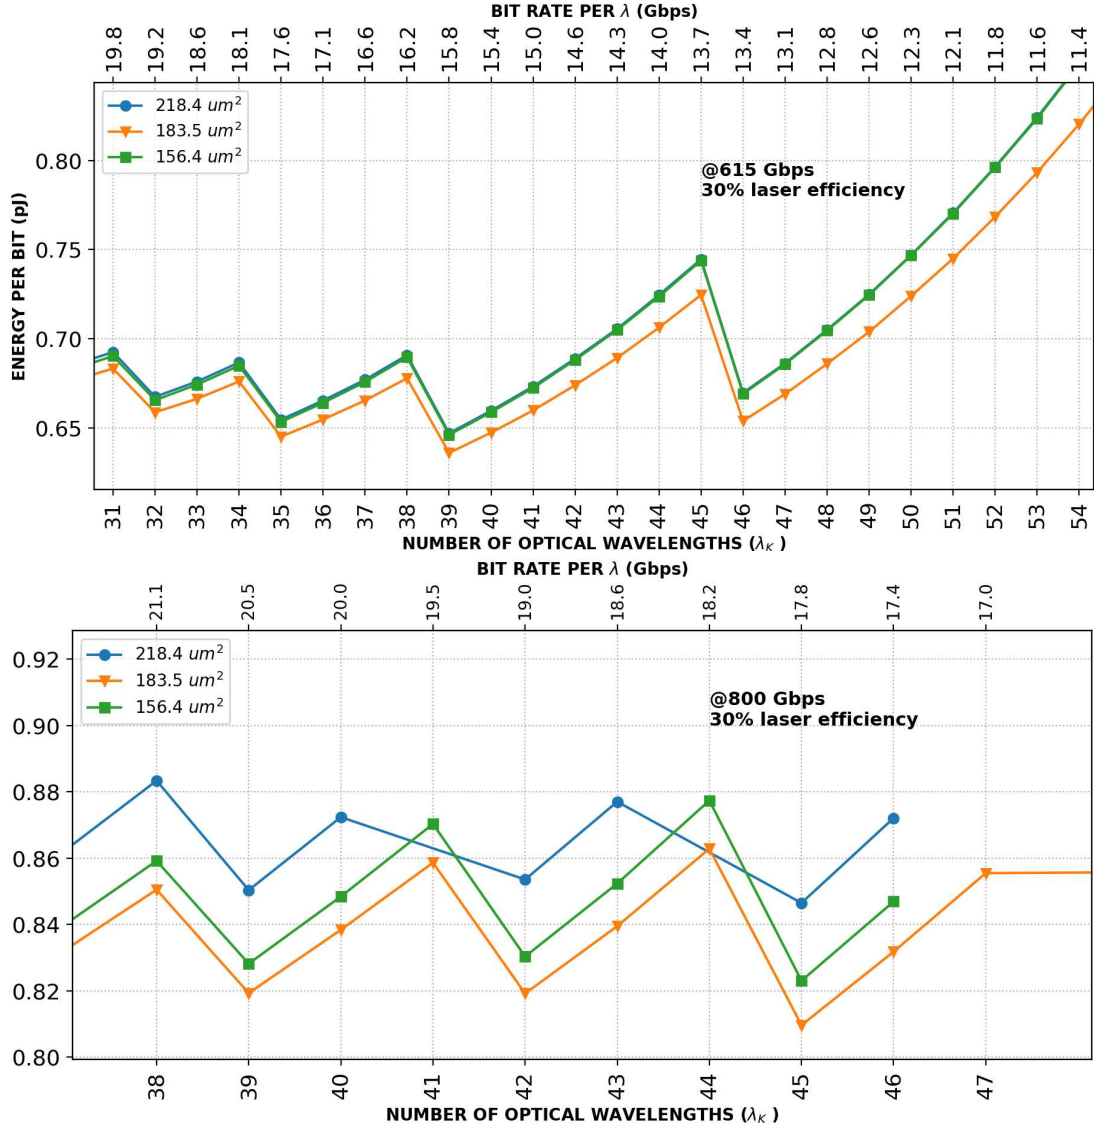 BIT RATE PER λ (Gbps)
19.8 19.2 18.6 18.1 17.6 17.1 16.6 16.2 15.8 15.4 15.0 14.6 14.3 14.0 13.7 13.4 13.1 12.8 12.6 12.3 12.1 11.8 11.6 11.4
218.4 um²
183.5 um²
156.4 um²
@615 Gbps
30% laser efficiency
ENERGY PER BIT (pJ)
0.80
0.75
0.70
0.65
31 32 33 34 35 36 37 38 39 40 41 42 43 44 45 46 47 48 49 50 51 52 53 54
NUMBER OF OPTICAL WAVELENGTHS (λK )
BIT RATE PER λ (Gbps)
21.1 20.5 20.0 19.5 19.0 18.6 18.2 17.8 17.4 17.0
218.4 um²
183.5 um²
156.4 um²
@800 Gbps
30% laser efficiency
0.92
0.90
0.88
0.86
0.84
0.82
0.80
38 39 40 41 42 43 44 45 46 47
NUMBER OF OPTICAL WAVELENGTHS (λK )